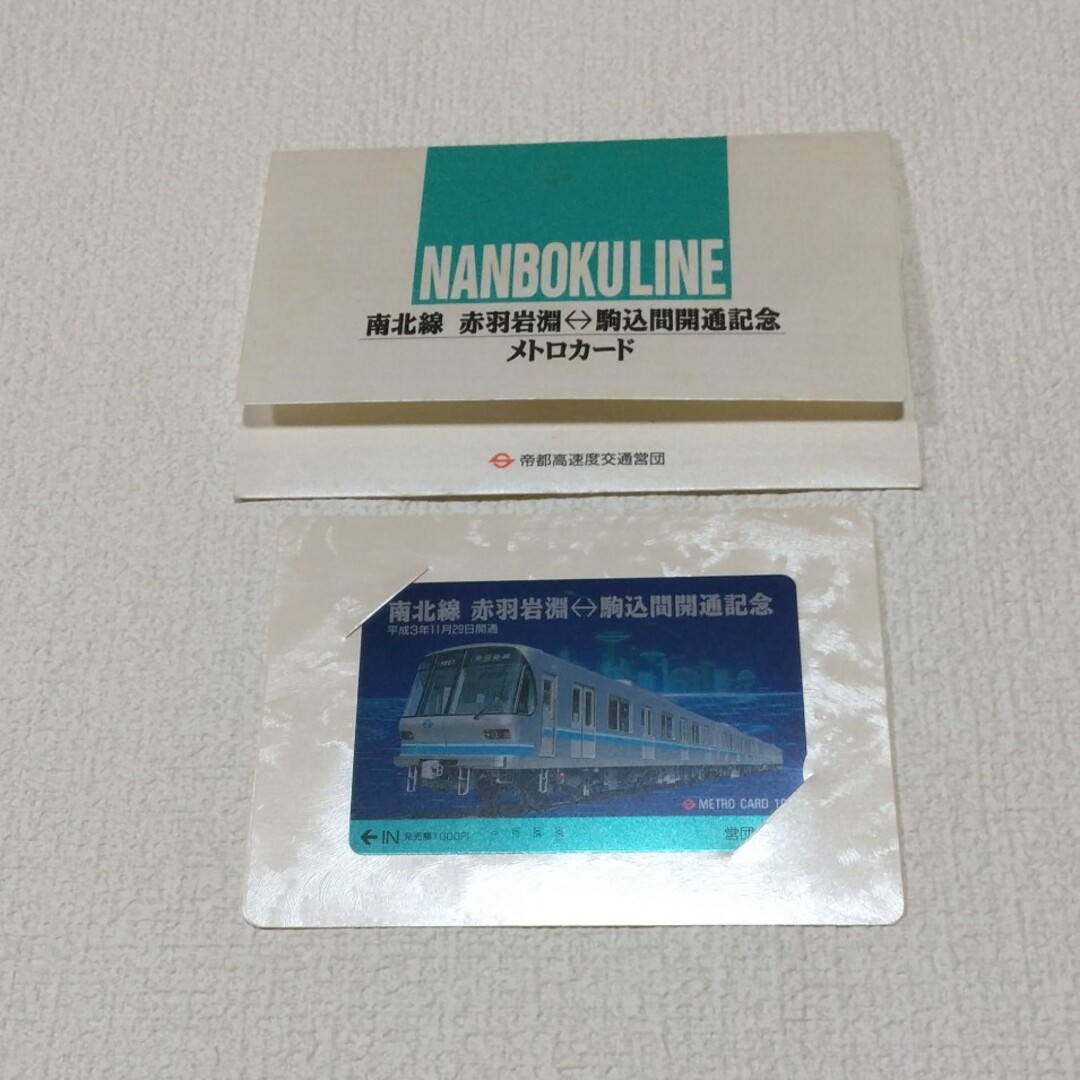 NANBOKU LINE
南北線 赤羽岩淵↔駒込間開通記念
メトロカード
帝都高速度交通営団
南北線 赤羽岩淵↔駒込間開通記念
平成3年11月29日開通
METRO CARD
←IN 発売額1000円 営団